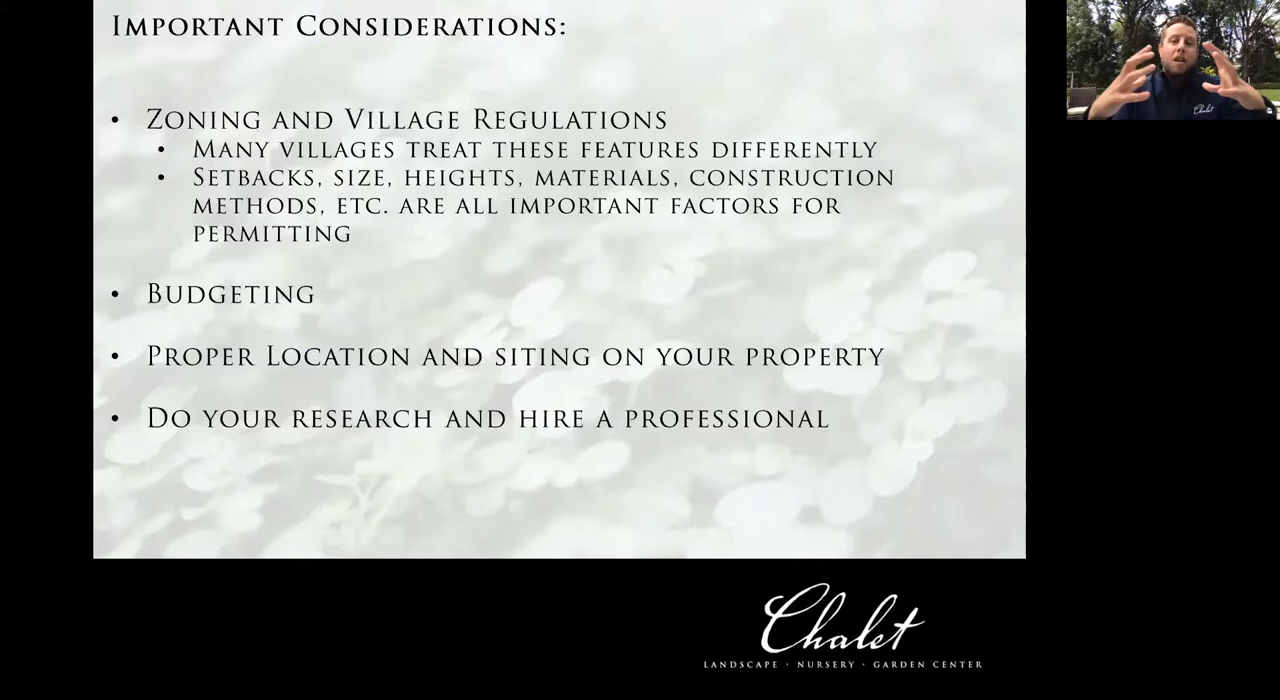 IMPORTANT CONSIDERATIONS:
• ZONING AND VILLAGE REGULATIONS
• MANY VILLAGES TREAT THESE FEATURES DIFFERENTLY
• SETBACKS, SIZE, HEIGHTS, MATERIALS, CONSTRUCTION
METHODS, ETC. ARE ALL IMPORTANT FACTORS FOR
PERMITTING
• BUDGETING
• PROPER LOCATION AND SITING ON YOUR PROPERTY
• DO YOUR RESEARCH AND HIRE A PROFESSIONAL
Chalet
Chalet
LANDSCAPE · NURSERY · GARDEN CENTER